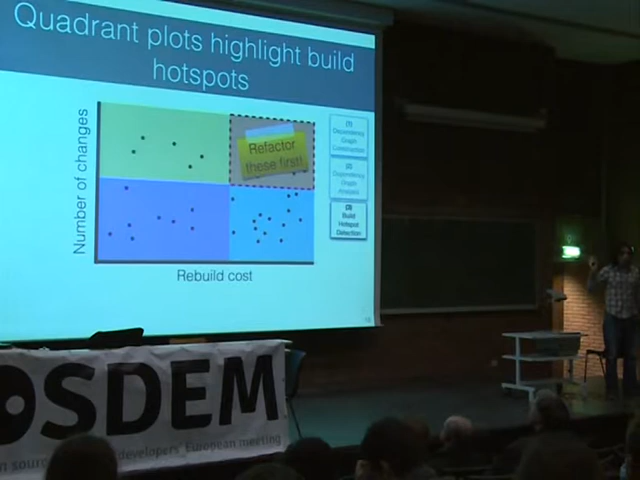 Quadrant plots highlight build
hotspots
Number of changes
Refactor
these first!
(1)
Dependency
Graph
Construction
(2)
Dependency
Graph
Analysis
(3)
Build
Hotspot
Detection
Rebuild cost
OSDEM
developers' European meeting